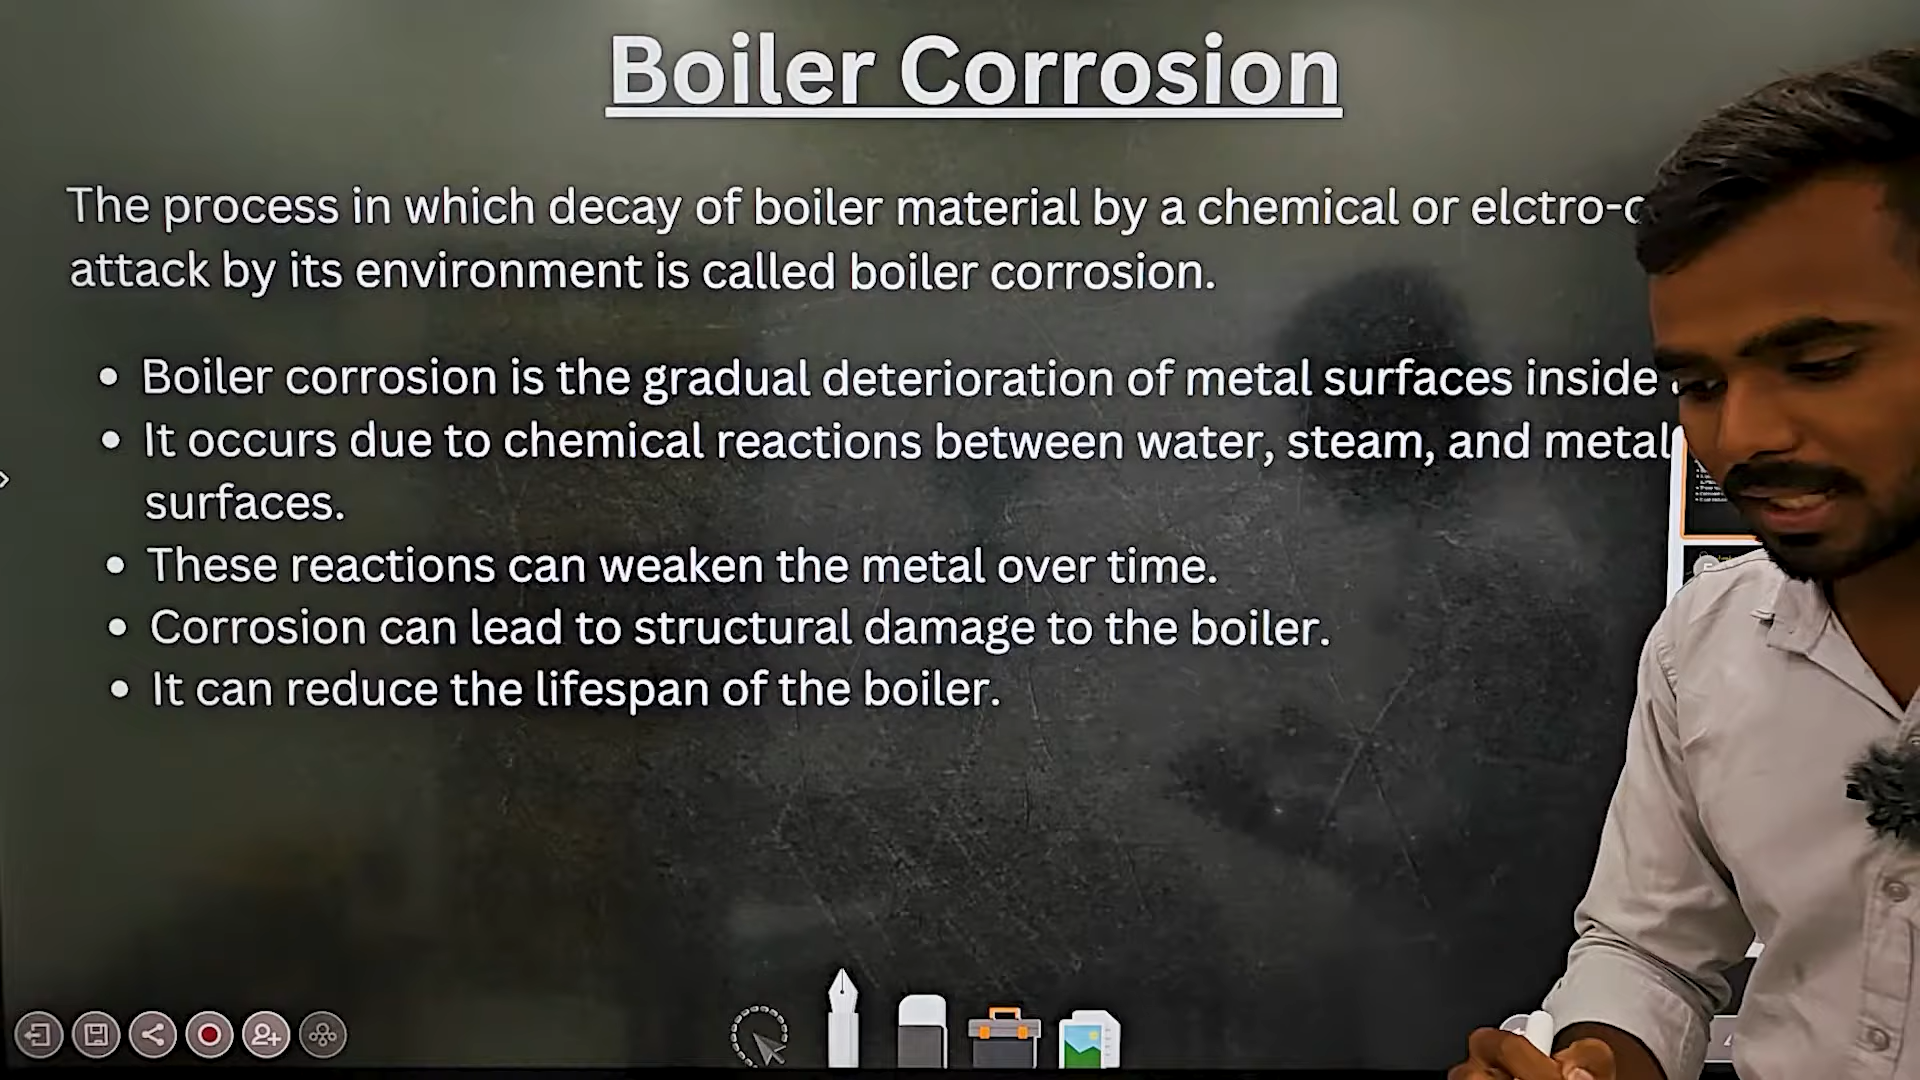 Boiler Corrosion
The process in which decay of boiler material by a chemical or elctro-c
attack by its environment is called boiler corrosion.
• Boiler corrosion is the gradual deterioration of metal surfaces inside
• It occurs due to chemical reactions between water, steam, and metal
surfaces.
• These reactions can weaken the metal over time.
• Corrosion can lead to structural damage to the boiler.
• It can reduce the lifespan of the boiler.